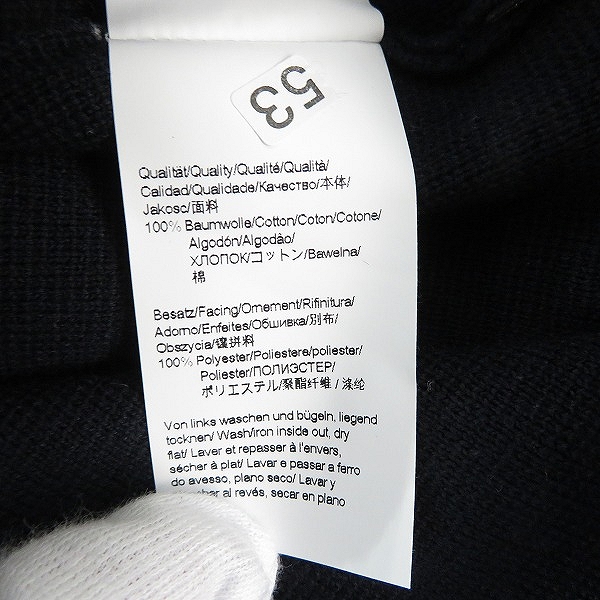 53
Qualität/Quality/Qualité/Qualità/
Calidad/Qualidade/Качество/本体/
Jakosc/面料
100% Baumwolle/Cotton/Coton/Cotone/
Algodón/Algodão/
ХЛОПОК/コットン/Bawelna/
棉
Besatz/Facing/Ornement/Rifinitura/
Adorno/Enfeites/Обшивка/別布/
Obszycia/镶拼料
100% Polyester/Poliestere/poliester/
Poliester/ПОЛИЭСТЕР/
ポリエステル/聚酯纤维 / 涤纶
Von links waschen und bügeln, liegend
tocknen/ Wash/iron inside out, dry
flat/ Laver et repasser à l'envers,
sécher à plat/ Lavar e passar a ferro
do avesso, plano seco/ Lavar y
al revés, secar en plano